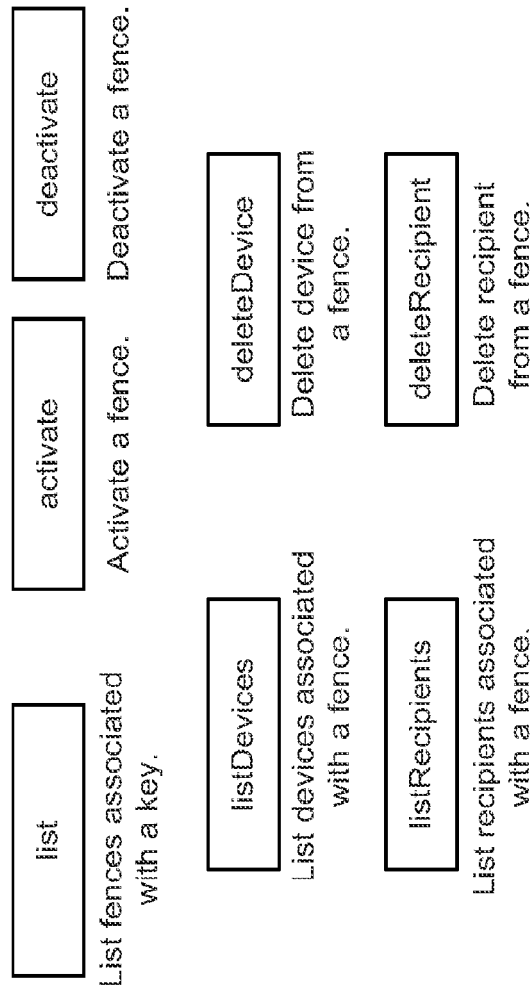 list
List fences associated
with a key.
activate
Activate a fence.
deactivate
Deactivate a fence.
listDevices
List devices associated
with a fence.
deleteDevice
Delete device from
a fence.
listRecipients
List recipients associated
with a fence.
deleteRecipient
Delete recipient
from a fence.